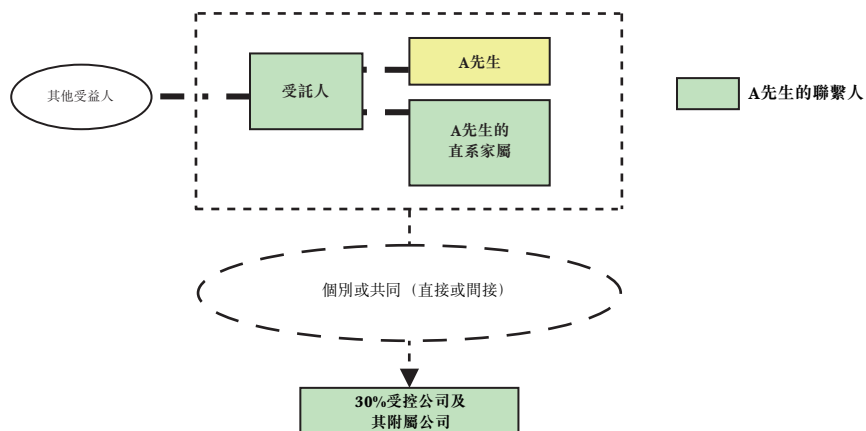 A先生
其他受益人
受託人
A先生的聯繫人
A先生的
直系家屬
個別或共同（直接或間接）
30%受控公司及
其附屬公司